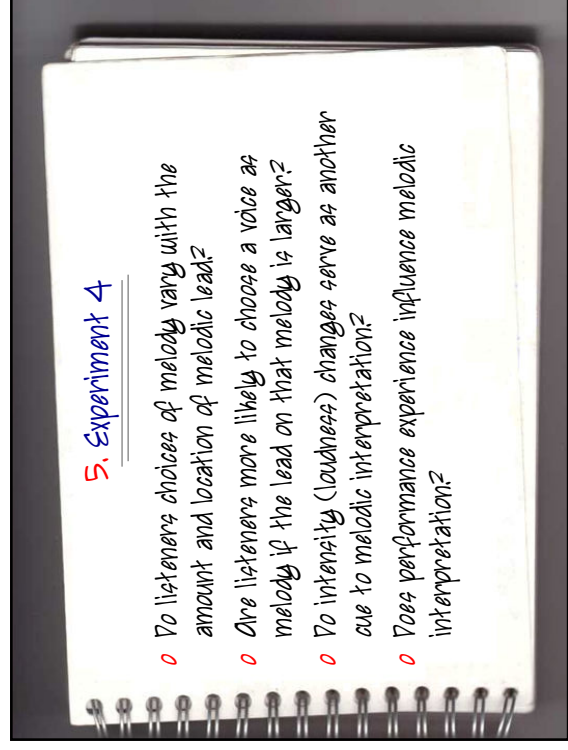 5. Experiment 4
o Do listeners choices of melody vary with the
amount and location of melodic lead?
o Are listeners more likely to choose a voice as
melody if the lead on that melody is larger?
o Do intensity (loudness) changes serve as another
cue to melodic interpretation?
o Does performance experience influence melodic
interpretation?